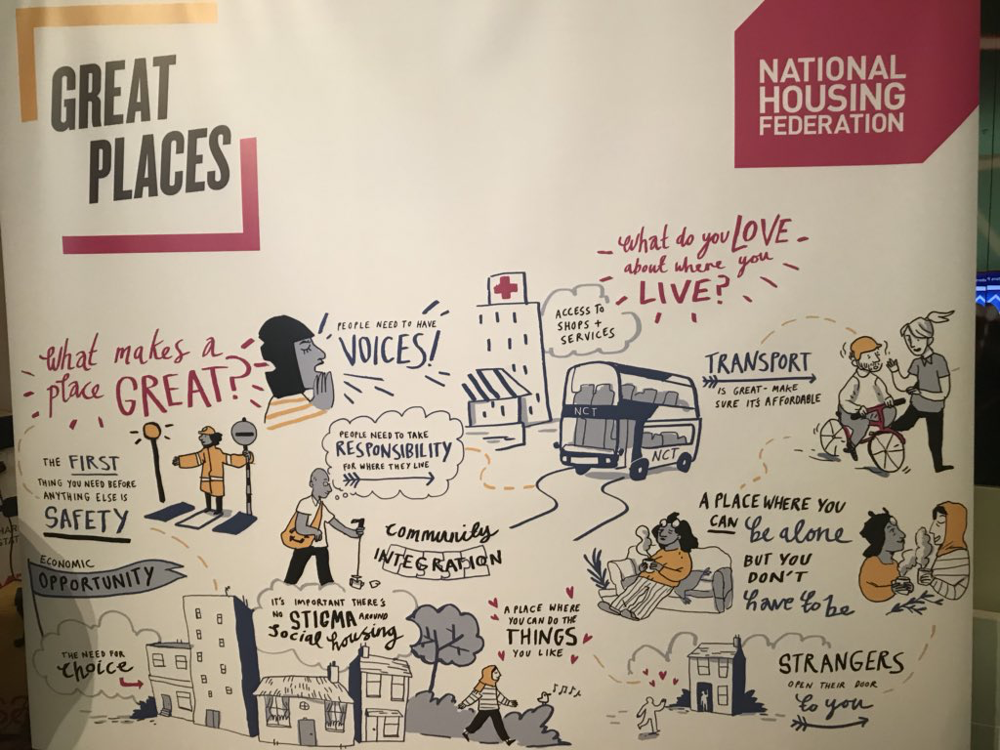 GREAT
PLACES
NATIONAL
HOUSING
FEDERATION
What do you LOVE
about where you
LIVE?
What makes a
place GREAT?
PEOPLE NEED TO HAVE
VOICES!
ACCESS TO
SHOPS +
SERVICES
TRANSPORT
IS GREAT - MAKE
SURE IT'S AFFORDABLE
NCT
NCT
THE FIRST
THING YOU NEED BEFORE
ANYTHING ELSE IS
SAFETY
PEOPLE NEED TO TAKE
RESPONSIBILITY
FOR WHERE THEY LIVE
Community
INTEGRATION
A PLACE WHERE YOU
CAN be alone
BUT YOU
DON'T
have to be
ECONOMIC
OPPORTUNITY
THE NEED FOR
Choice
IT'S IMPORTANT THERE'S
NO STIGMA AROUND
Social housing
A PLACE WHERE
YOU CAN DO THE
THINGS
YOU LIKE
STRANGERS
OPEN THEIR DOOR
to you